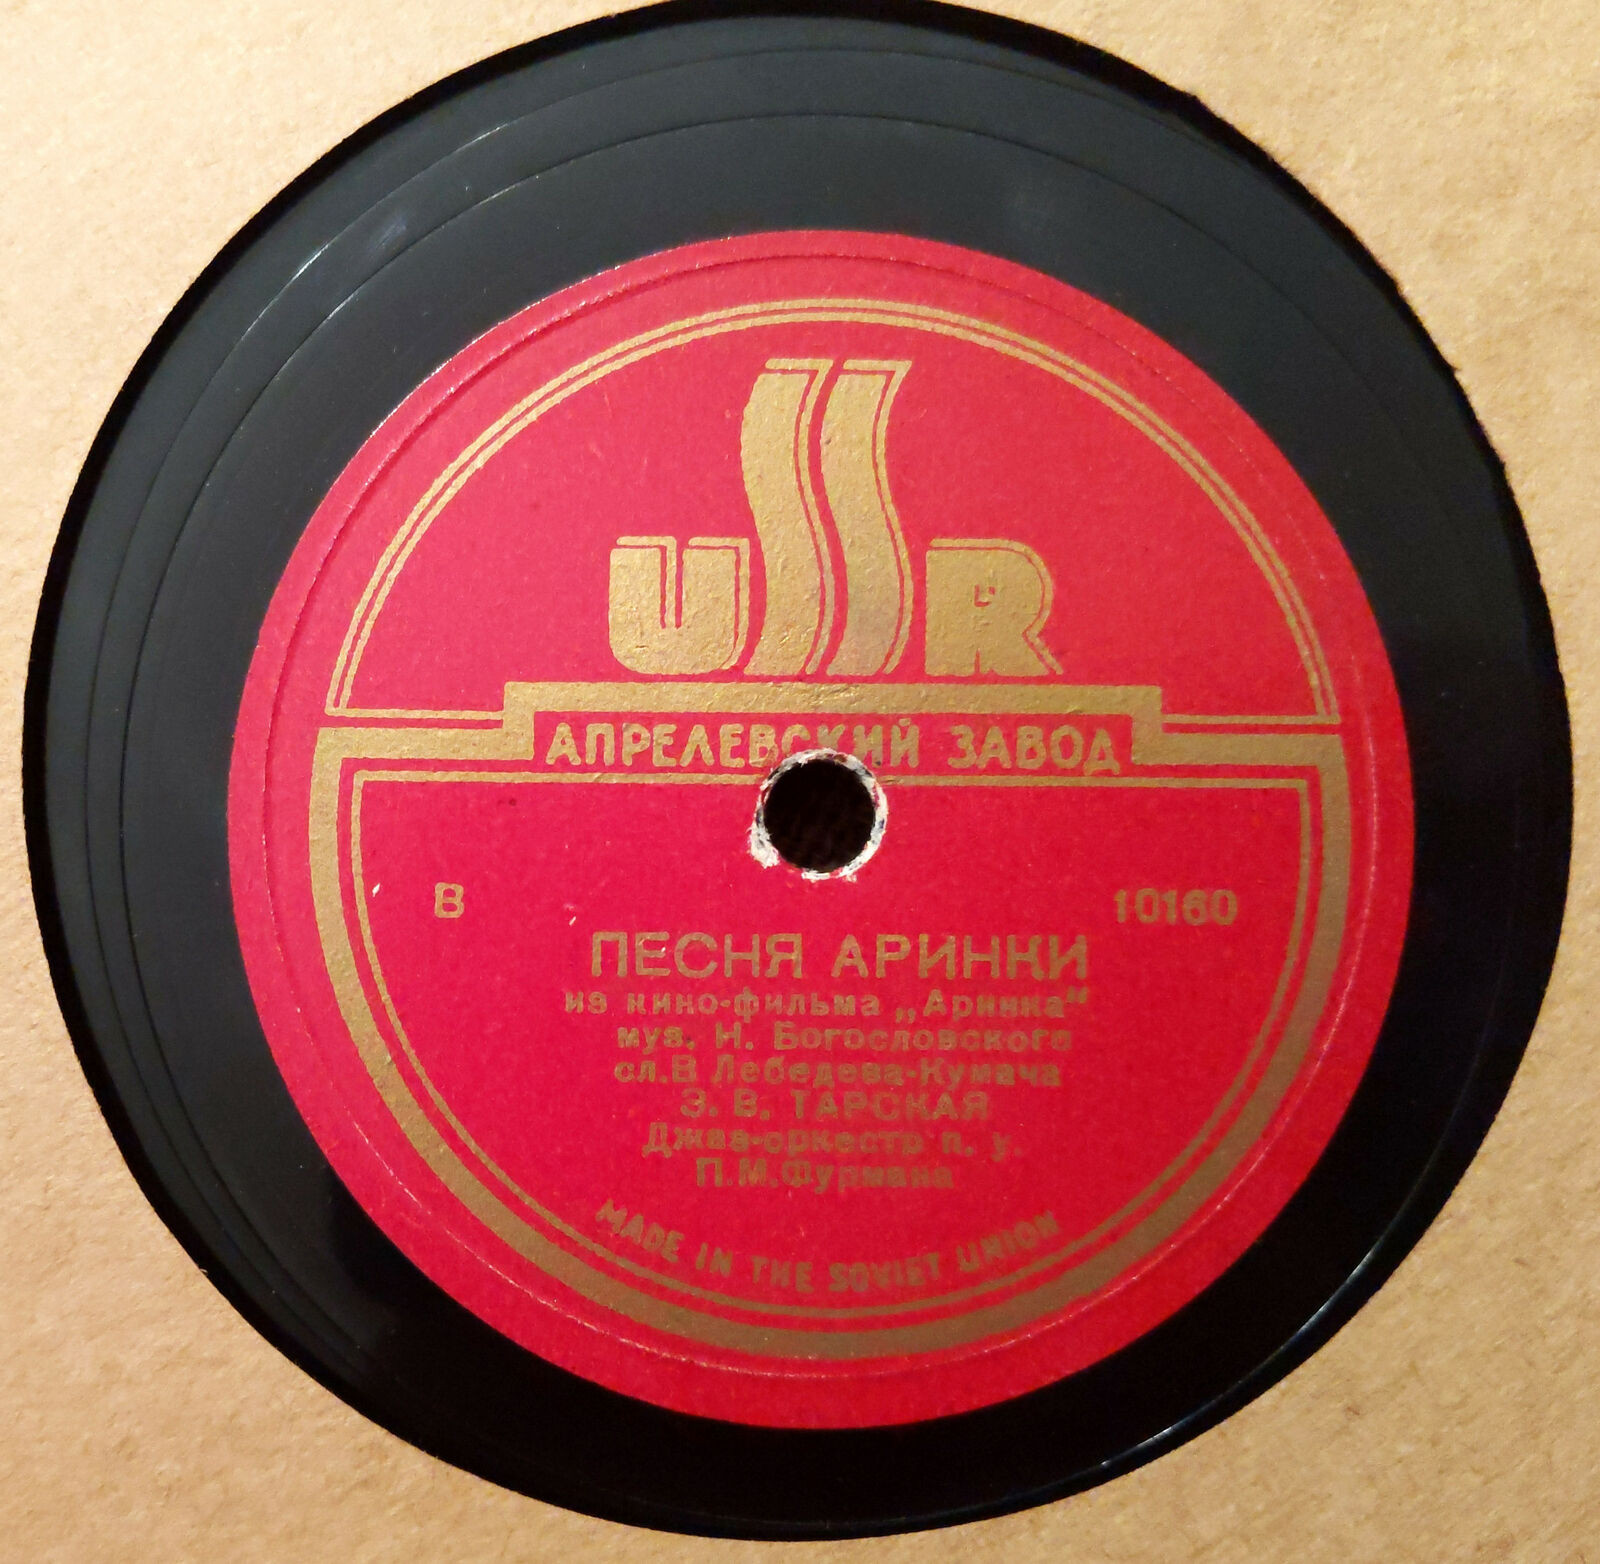 USSR
АПРЕЛЕВСКИЙ ЗАВОД
В 10160
ПЕСНЯ АРИНКИ
из кино-фильма „Аринка"
муз. Н. Богословского
сл.В Лебедева-Кумача
З. В. ТАРСКАЯ
Джаз-оркестр п. у.
П.М.Фурмана
MADE IN THE SOVIET UNION